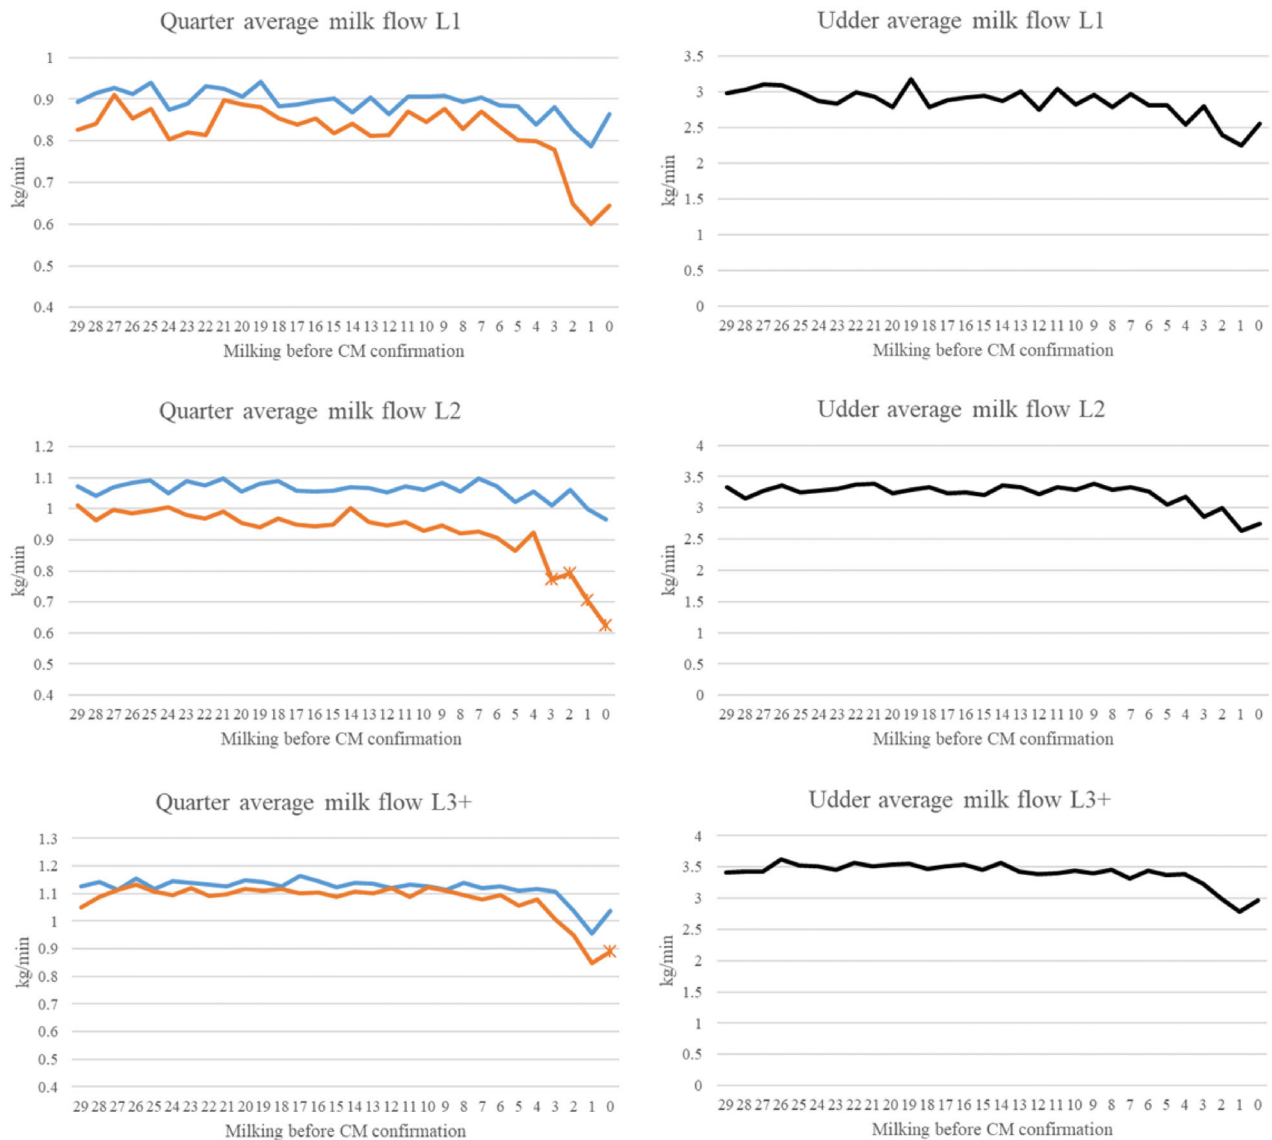 Quarter average milk flow L1
1
0.9
0.8
0.7
0.6
0.5
0.4
kg/min
29 28 27 26 25 24 23 22 21 20 19 18 17 16 15 14 13 12 11 10 9 8 7 6 5 4 3 2 1 0
Milking before CM confirmation
Udder average milk flow L1
3.5
3
2.5
2
1.5
1
0.5
0
kg/min
29 28 27 26 25 24 23 22 21 20 19 18 17 16 15 14 13 12 11 10 9 8 7 6 5 4 3 2 1 0
Milking before CM confirmation
Quarter average milk flow L2
1.2
1.1
1
0.9
0.8
0.7
0.6
0.5
0.4
kg/min
29 28 27 26 25 24 23 22 21 20 19 18 17 16 15 14 13 12 11 10 9 8 7 6 5 4 3 2 1 0
Milking before CM confirmation
Udder average milk flow L2
4
3.5
3
2.5
2
1.5
1
0.5
0
kg/min
29 28 27 26 25 24 23 22 21 20 19 18 17 16 15 14 13 12 11 10 9 8 7 6 5 4 3 2 1 0
Milking before CM confirmation
Quarter average milk flow L3+
1.3
1.2
1.1
1
0.9
0.8
0.7
0.6
0.5
0.4
kg/min
29 28 27 26 25 24 23 22 21 20 19 18 17 16 15 14 13 12 11 10 9 8 7 6 5 4 3 2 1 0
Milking before CM confirmation
Udder average milk flow L3+
4
3.5
3
2.5
2
1.5
1
0.5
0
kg/min
29 28 27 26 25 24 23 22 21 20 19 18 17 16 15 14 13 12 11 10 9 8 7 6 5 4 3 2 1 0
Milking before CM confirmation